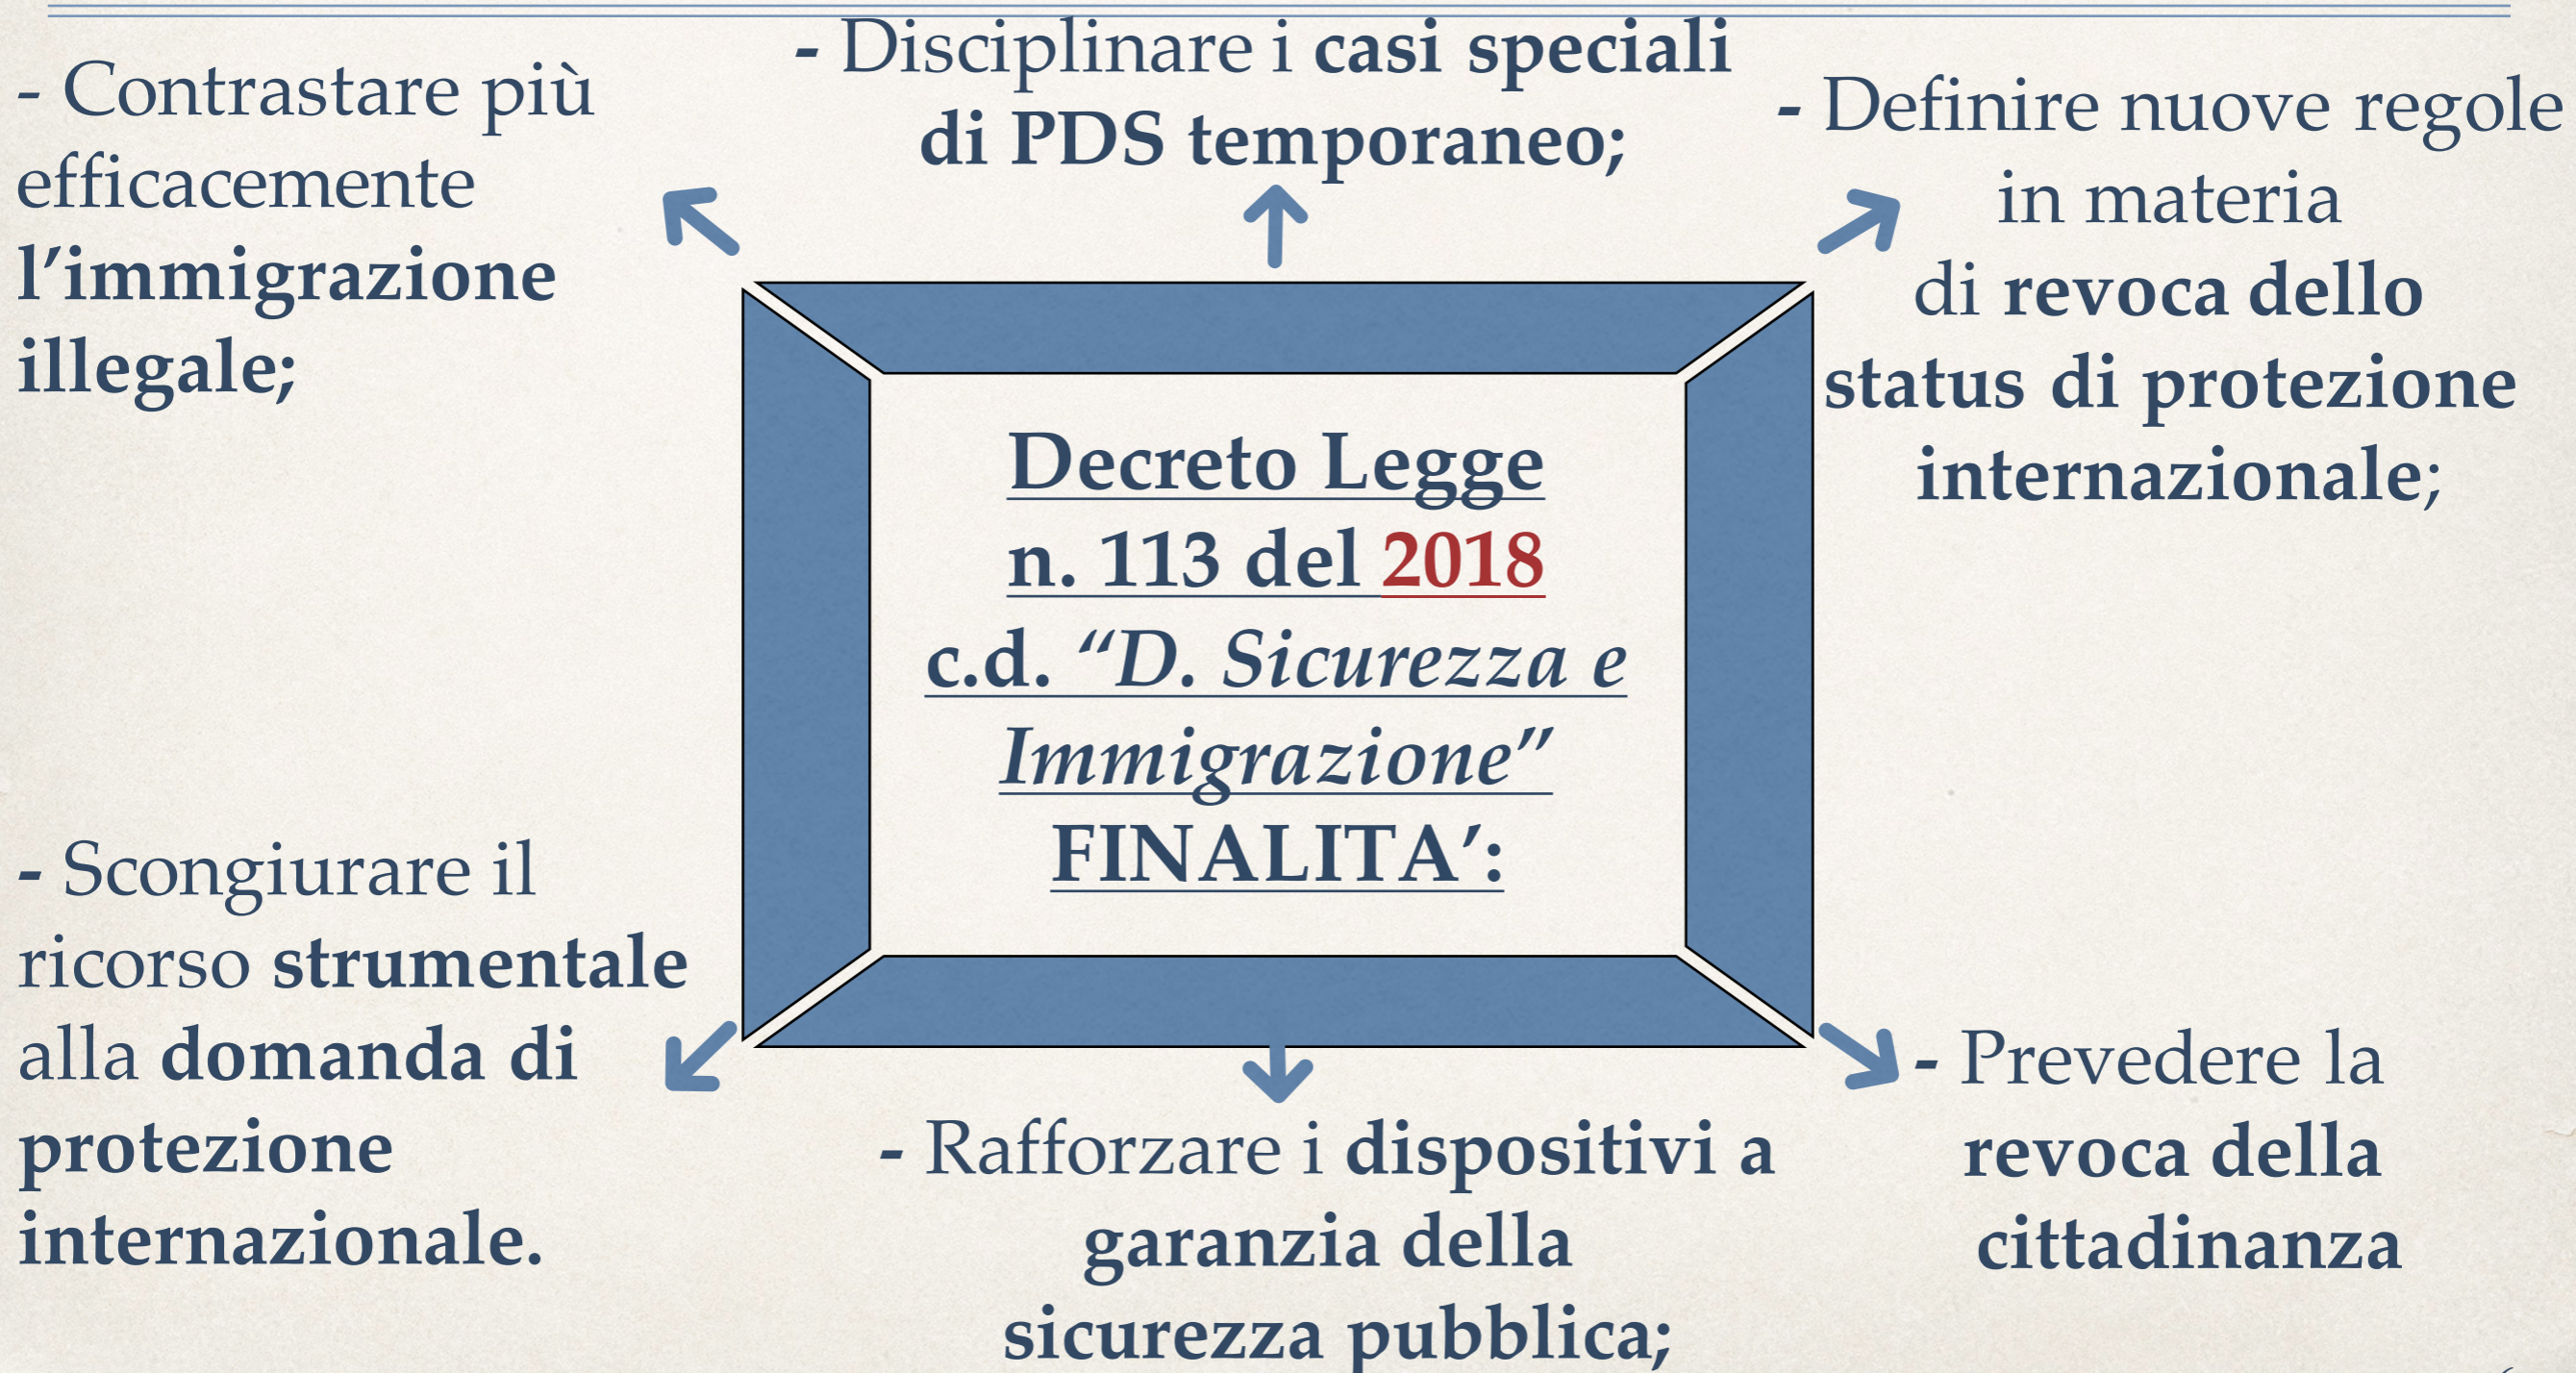 - Contrastare più
efficacemente
l’immigrazione
illegale;
- Disciplinare i casi speciali
di PDS temporaneo;
- Definire nuove regole
in materia
di revoca dello
status di protezione
internazionale;
Decreto Legge
n. 113 del 2018
c.d. “D. Sicurezza e
Immigrazione”
FINALITA’:
- Scongiurare il
ricorso strumentale
alla domanda di
protezione
internazionale.
- Rafforzare i dispositivi a
garanzia della
sicurezza pubblica;
- Prevedere la
revoca della
cittadinanza